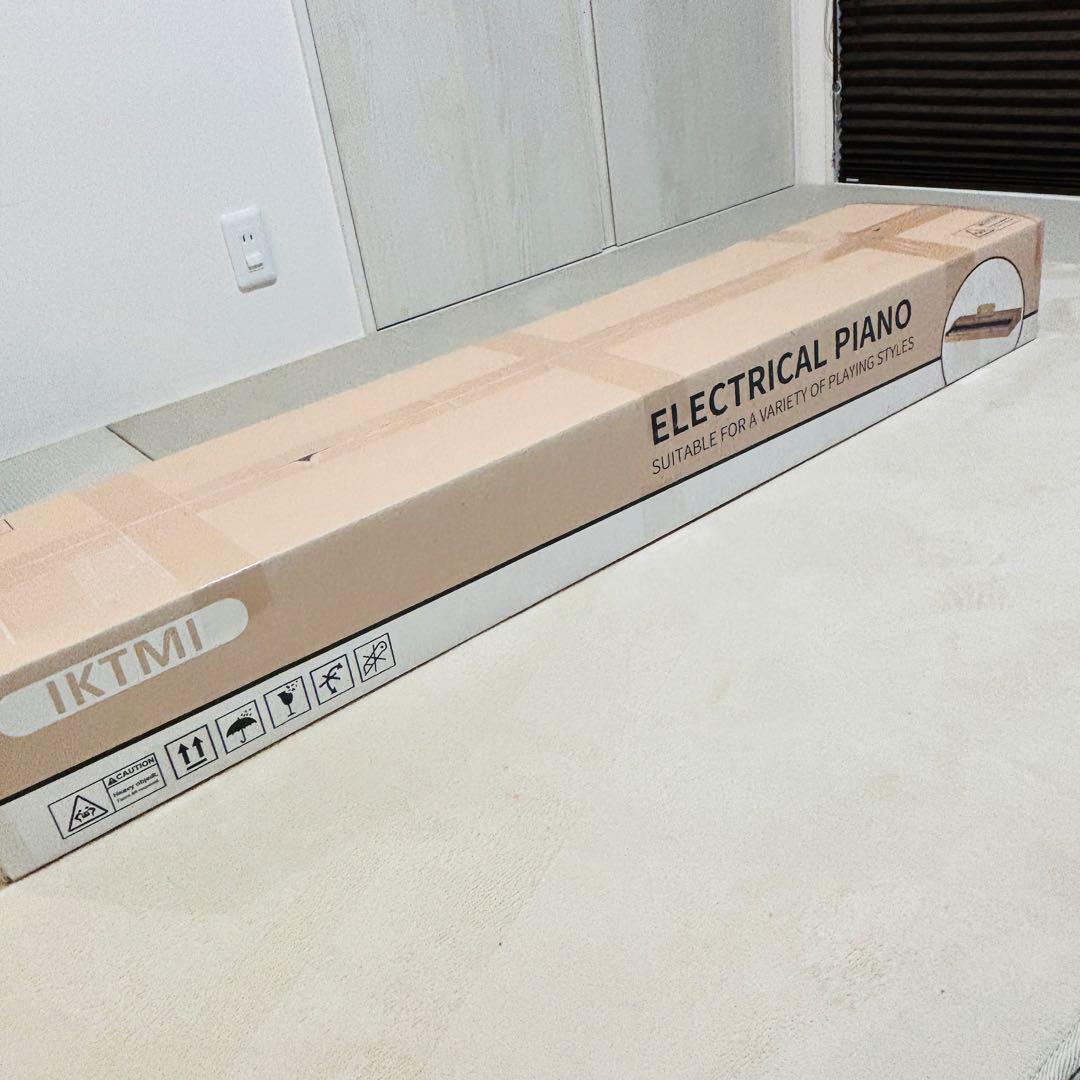 ELECTRICAL PIANO
SUITABLE FOR A VARIETY OF PLAYING STYLES
IKTMI
CAUTION
Heavy object.